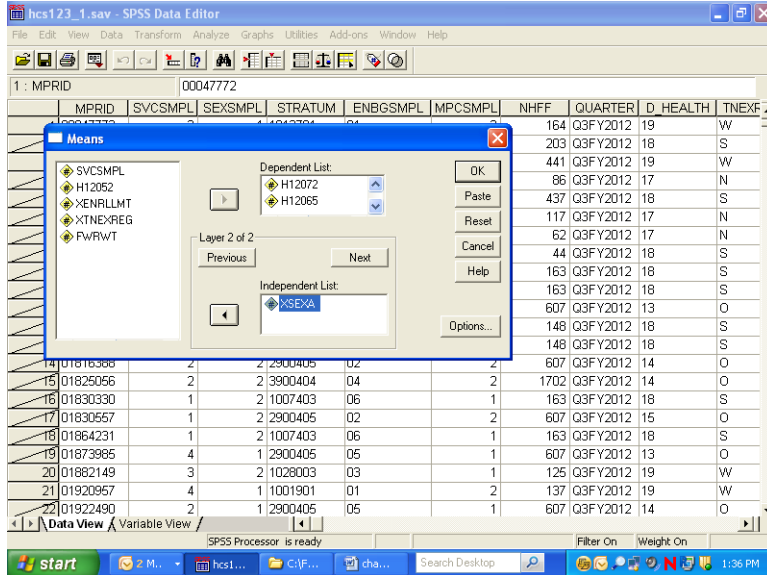 hcs123_1.sav - SPSS Data Editor
File Edit View Data Transform Analyze Graphs Utilities Add-ons Window Help
1 : MPRID 00047772
MPRID SVCSMPL SEXSMPL STRATUM ENBGSMPL MPCSMPL NHFF QUARTER D_HEALTH
164 Q3FY2012 19 W
203 Q3FY2012 18 S
441 Q3FY2012 19 W
86 Q3FY2012 17 N
437 Q3FY2012 18 S
117 Q3FY2012 17 N
62 Q3FY2012 17 N
44 Q3FY2012 18 S
163 Q3FY2012 18 S
163 Q3FY2012 18 S
607 Q3FY2012 13 O
148 Q3FY2012 18 S
148 Q3FY2012 18 S
Means
SVCSMPL
H12052
XENRLLMT
XTNEXREG
FWRWT
Dependent List:
H12072
H12065
Layer 2 of 2
Previous Next
Independent List:
XSEXA
OK
Paste
Reset
Cancel
Help
Options...
14 01816388 2 2 2900405 02 2 607 Q3FY2012 14 O
15 01825056 2 2 3900404 04 2 1702 Q3FY2012 14 O
16 01830330 1 2 1007403 06 1 163 Q3FY2012 18 S
17 01830557 1 2 2900405 02 2 607 Q3FY2012 15 O
18 01864231 1 2 1007403 06 1 163 Q3FY2012 18 S
19 01873985 4 1 2900405 05 1 607 Q3FY2012 13 O
20 01882149 3 2 1028003 03 1 125 Q3FY2012 19 W
21 01920957 4 1 1001901 01 2 137 Q3FY2012 19 W
22 01922490 2 1 2900405 05 1 607 Q3FY2012 14 O
Data View Variable View
SPSS Processor is ready Filter On Weight On
start 2 M... hcs1... C:\F... cha... Search Desktop 1:36 PM